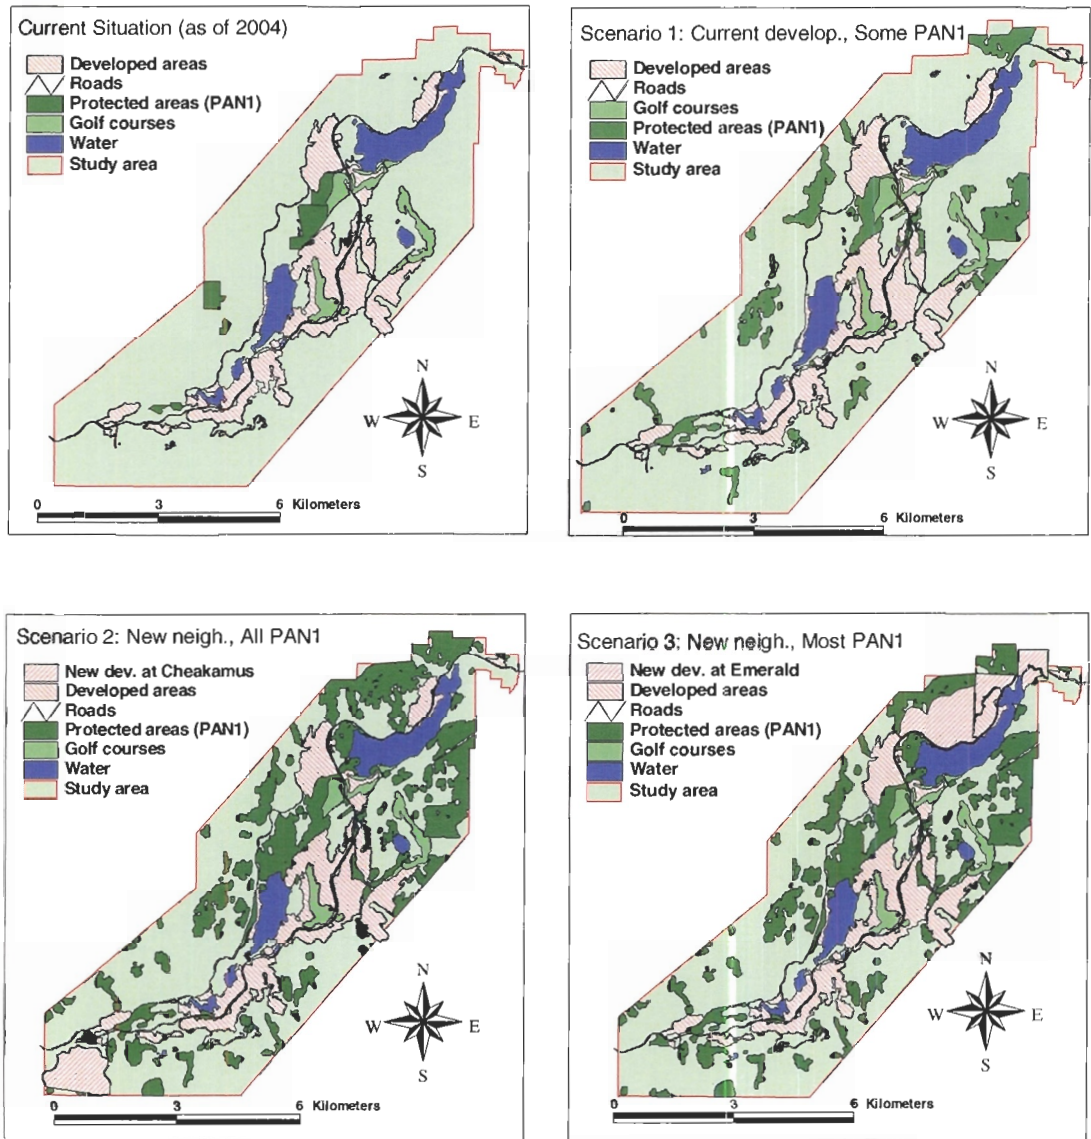 Current Situation (as of 2004)
Developed areas
Roads
Protected areas (PAN1)
Golf courses
Water
Study area
N
W
E
S
0
3
6
Kilometers
Scenario 1: Current develop., Some PAN1
Developed areas
Roads
Golf courses
Protected areas (PAN1)
Water
Study area
N
W
E
S
0
3
6
Kilometers
Scenario 2: New neigh., All PAN1
New dev. at Cheakamus
Developed areas
Roads
Protected areas (PAN1)
Golf courses
Water
Study area
N
W
E
S
0
3
6
Kilometers
Scenario 3: New neigh., Most PAN1
New dev. at Emerald
Developed areas
Roads
Protected areas (PAN1)
Golf courses
Water
Study area
N
W
E
S
0
3
6
Kilometers